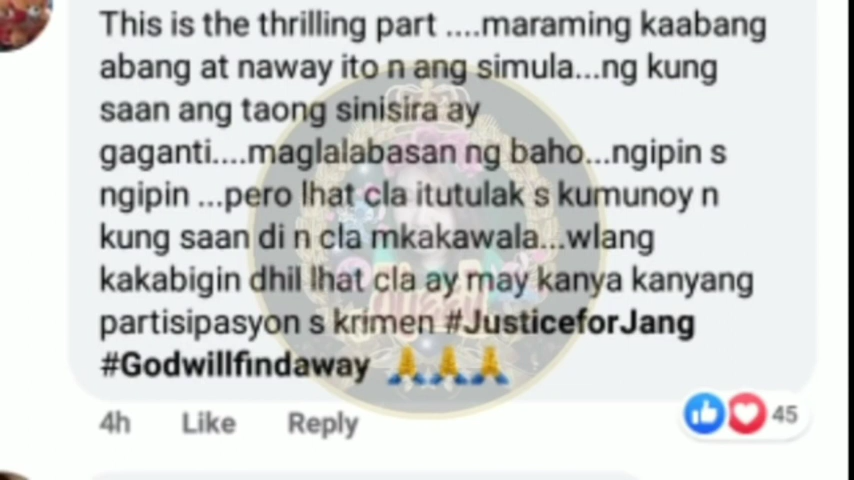 This is the thrilling part ....maraming kaabang
abang at naway ito n ang simula...ng kung
saan ang taong sinisira ay
gaganti....maglalabasan ng baho...ngipin s
ngipin ...pero lhat cla itutulak s kumunoy n
kung saan di n cla mkakawala...wlang
kakabigin dhil lhat cla ay may kanya kanyang
partisipasyon s krimen #JusticeforJang
#Godwillfindaway 🙏🙏🙏
4h Like Reply 45